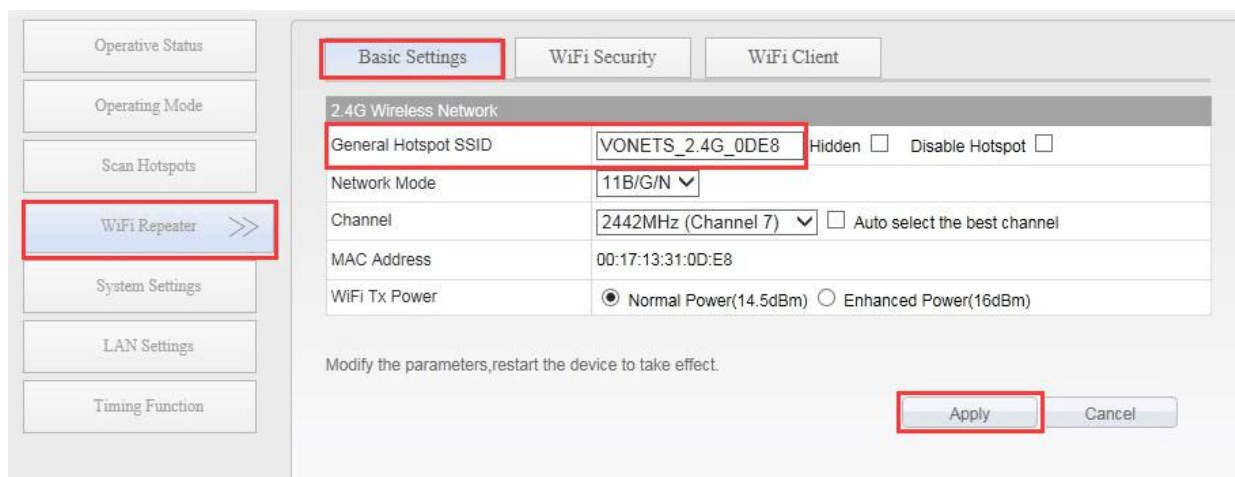 Operative Status
Operating Mode
Scan Hotspots
WiFi Repeater >>
System Settings
LAN Settings
Timing Function
Basic Settings WiFi Security WiFi Client
2.4G Wireless Network
General Hotspot SSID VONETS_2.4G_0DE8 Hidden Disable Hotspot
Network Mode 11B/G/N
Channel 2442MHz (Channel 7) Auto select the best channel
MAC Address 00:17:13:31:0D:E8
WiFi Tx Power Normal Power(14.5dBm) Enhanced Power(16dBm)
Modify the parameters,restart the device to take effect.
Apply Cancel